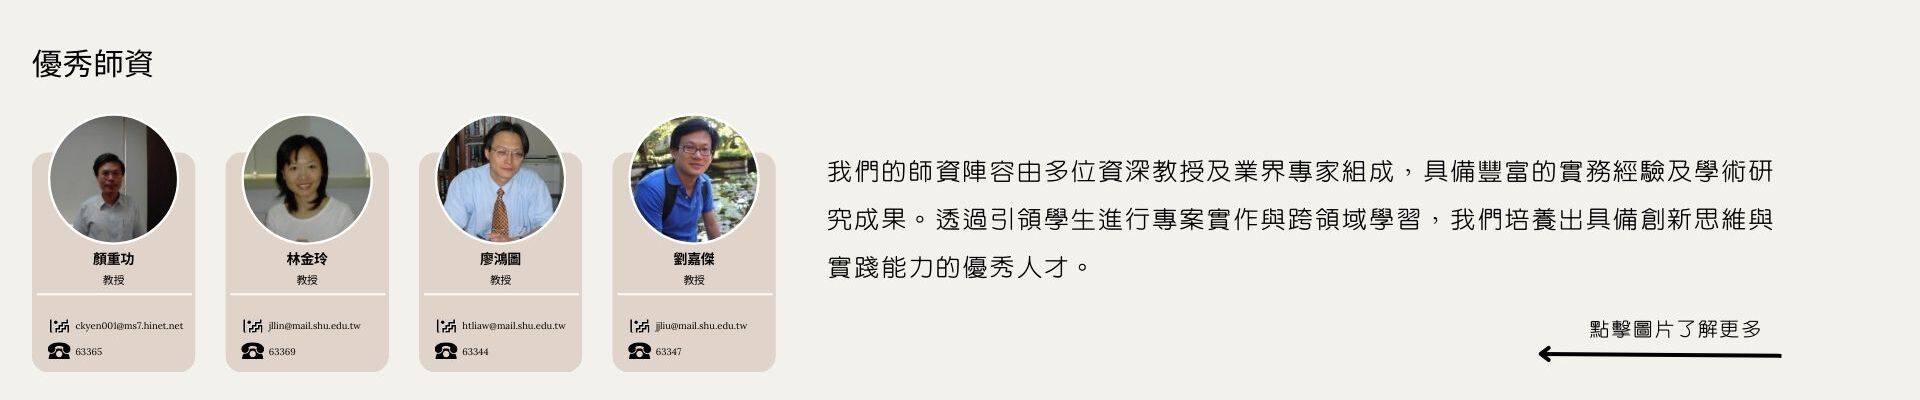 優秀師資
顏重功
教授
ckyen001@ms7.hinet.net
63365
林金玲
教授
jllin@mail.shu.edu.tw
63369
廖鴻圖
教授
htliaw@mail.shu.edu.tw
63344
劉嘉傑
教授
jjliu@mail.shu.edu.tw
63347
我們的師資陣容由多位資深教授及業界專家組成，具備豐富的實務經驗及學術研
究成果。透過引領學生進行專案實作與跨領域學習，我們培養出具備創新思維與
實踐能力的優秀人才。
點擊圖片了解更多